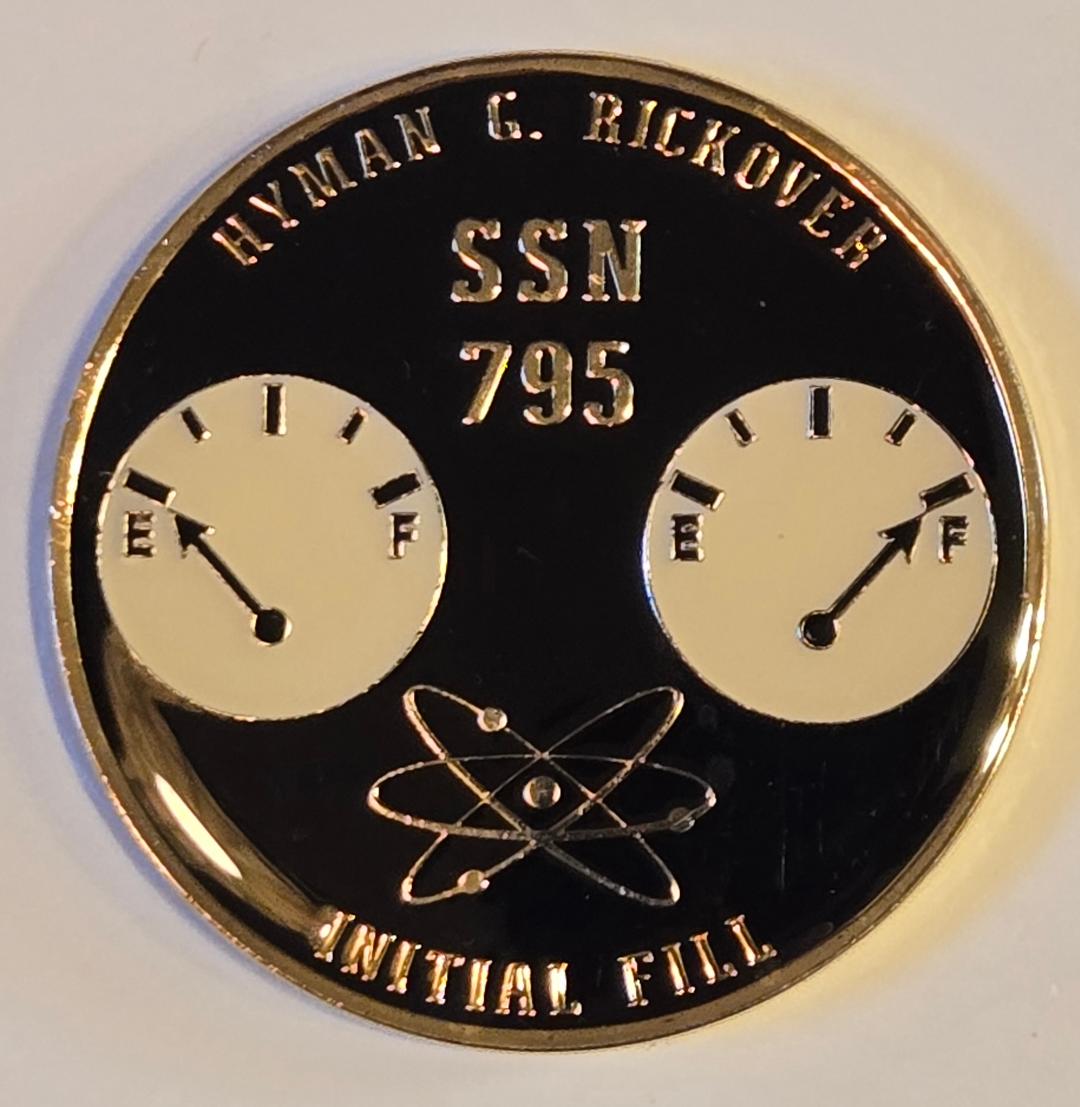 HYMAN G. RICKOVER
SSN
795
E F
E F
INITIAL FILL